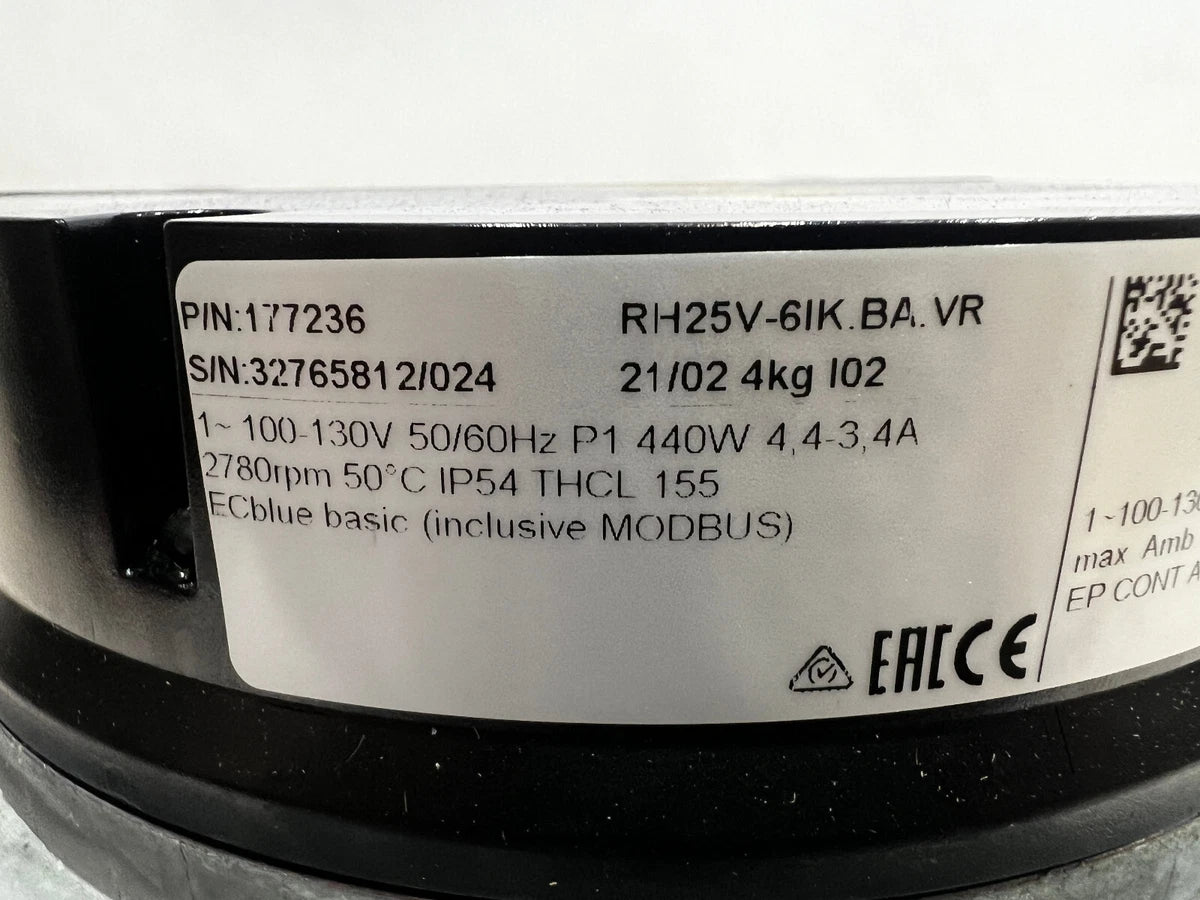 P/N:177236 RH25V-6IK.BA.VR
S/N:32765812/024 21/02 4kg I02
1~ 100-130V 50/60Hz P1 440W 4,4-3,4A
2780rpm 50°C IP54 THCL 155
ECblue basic (inclusive MODBUS)
EAC CE
1~100-130
max Amb
EP CONT A